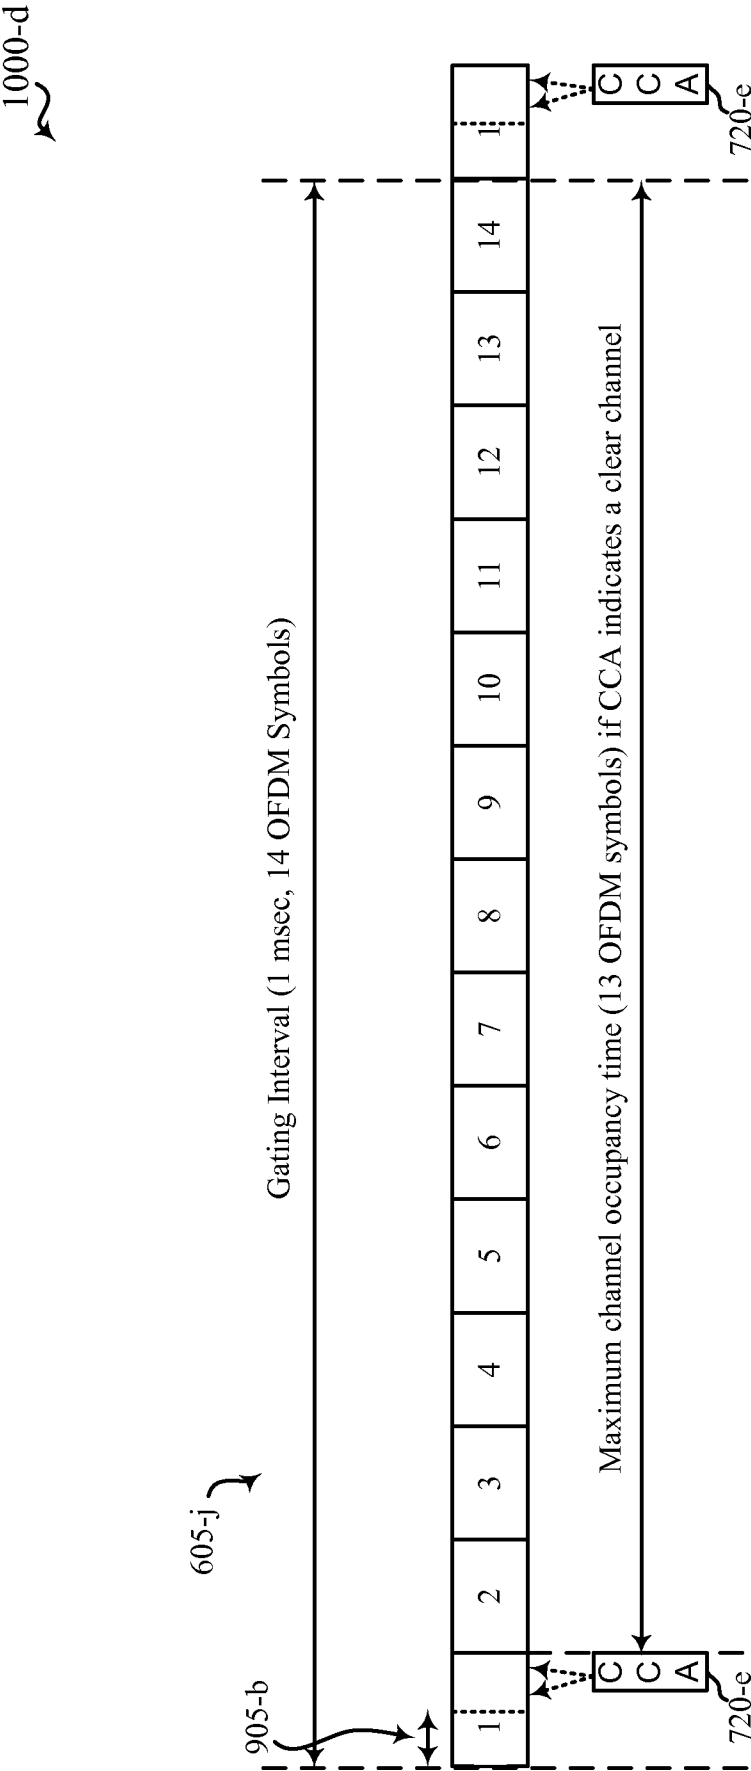 1000-d
605-j
Gating Interval (1 msec, 14 OFDM Symbols)
905-b
1 2 3 4 5 6 7 8 9 10 11 12 13 14 1
Maximum channel occupancy time (13 OFDM symbols) if CCA indicates a clear channel
CCA
CCA
720-e
720-e